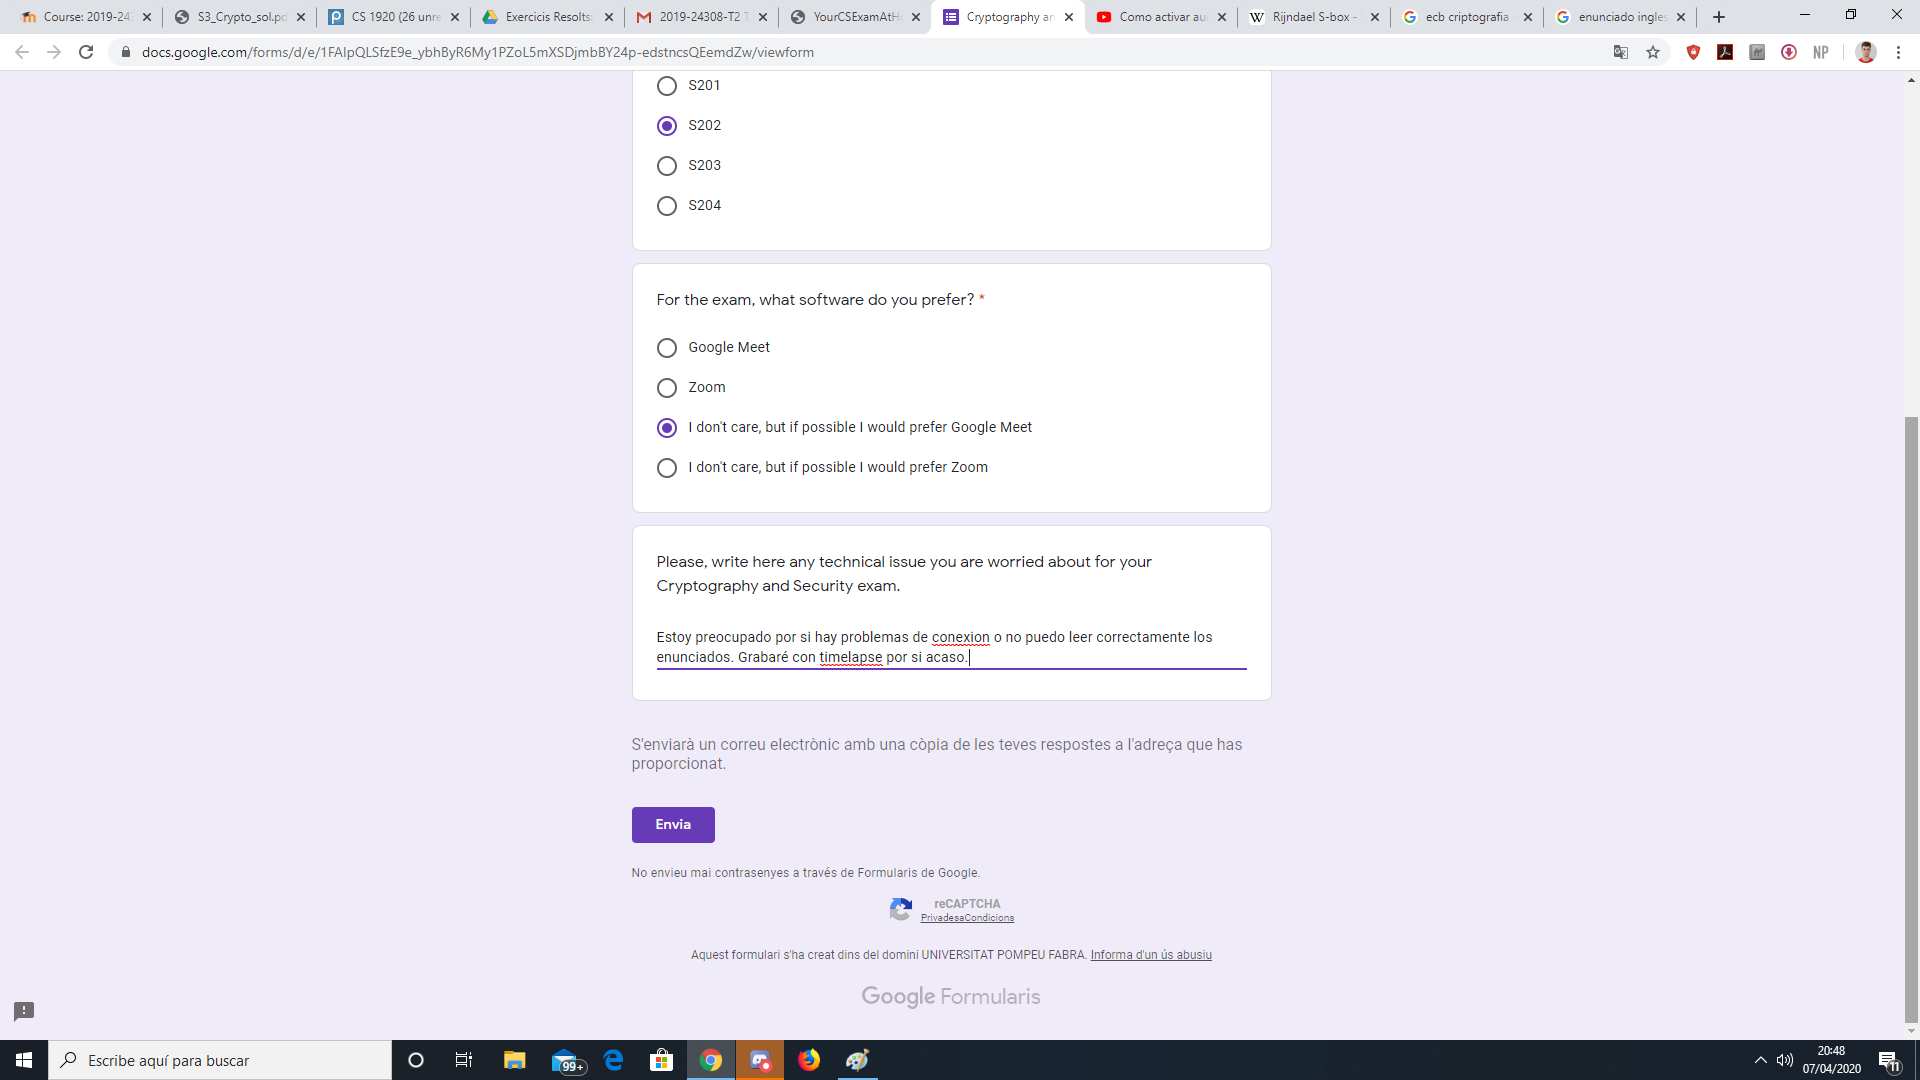 Course: 2019-243
S3_Crypto_sol.pd
CS 1920 (26 unre
Exercicis Resolts:
2019-24308-T2 T
YourCSExamAtHo
Cryptography an
Como activar au
Rijndael S-box -
ecb criptografia -
enunciado ingles
docs.google.com/forms/d/e/1FAIpQLSfzE9e_ybhByR6My1PZoL5mXSDjmbBY24p-edstncsQEemdZw/viewform
NP
S201
S202
S203
S204
For the exam, what software do you prefer? *
Google Meet
Zoom
I don't care, but if possible I would prefer Google Meet
I don't care, but if possible I would prefer Zoom
Please, write here any technical issue you are worried about for your
Cryptography and Security exam.
Estoy preocupado por si hay problemas de conexion o no puedo leer correctamente los
enunciados. Grabaré con timelapse por si acaso.
S'enviarà un correu electrònic amb una còpia de les teves respostes a l'adreça que has
proporcionat.
Envia
No envieu mai contrasenyes a través de Formularis de Google.
reCAPTCHA
PrivadesaCondicions
Aquest formulari s'ha creat dins del domini UNIVERSITAT POMPEU FABRA. Informa d'un ús abusiu
Google Formularis
Escribe aquí para buscar
99+
20:48
07/04/2020
11